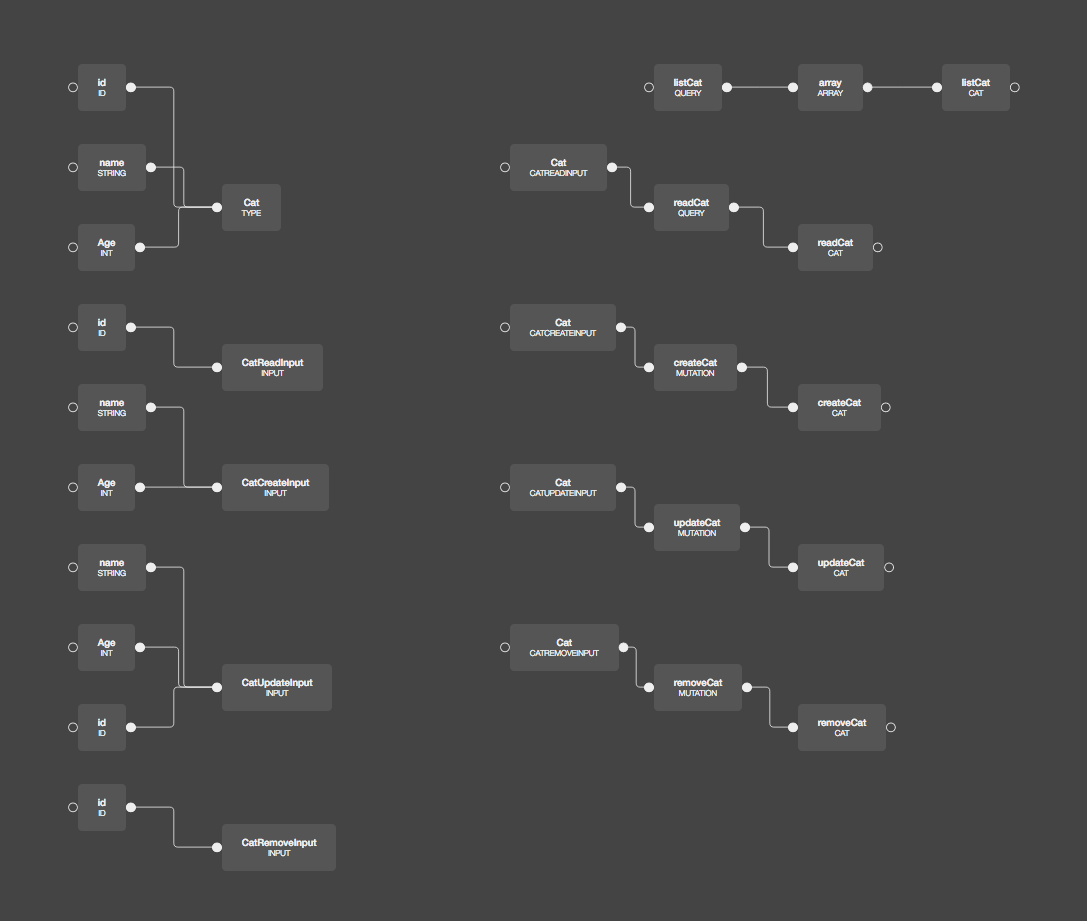 id
ID
name
STRING
Cat
TYPE
Age
INT
id
ID
CatReadInput
INPUT
name
STRING
Age
INT
CatCreateInput
INPUT
name
STRING
Age
INT
CatUpdateInput
INPUT
id
ID
id
ID
CatRemoveInput
INPUT
listCat
QUERY
array
ARRAY
listCat
CAT
Cat
CATREADINPUT
readCat
QUERY
readCat
CAT
Cat
CATCREATEINPUT
createCat
MUTATION
createCat
CAT
Cat
CATUPDATEINPUT
updateCat
MUTATION
updateCat
CAT
Cat
CATREMOVEINPUT
removeCat
MUTATION
removeCat
CAT